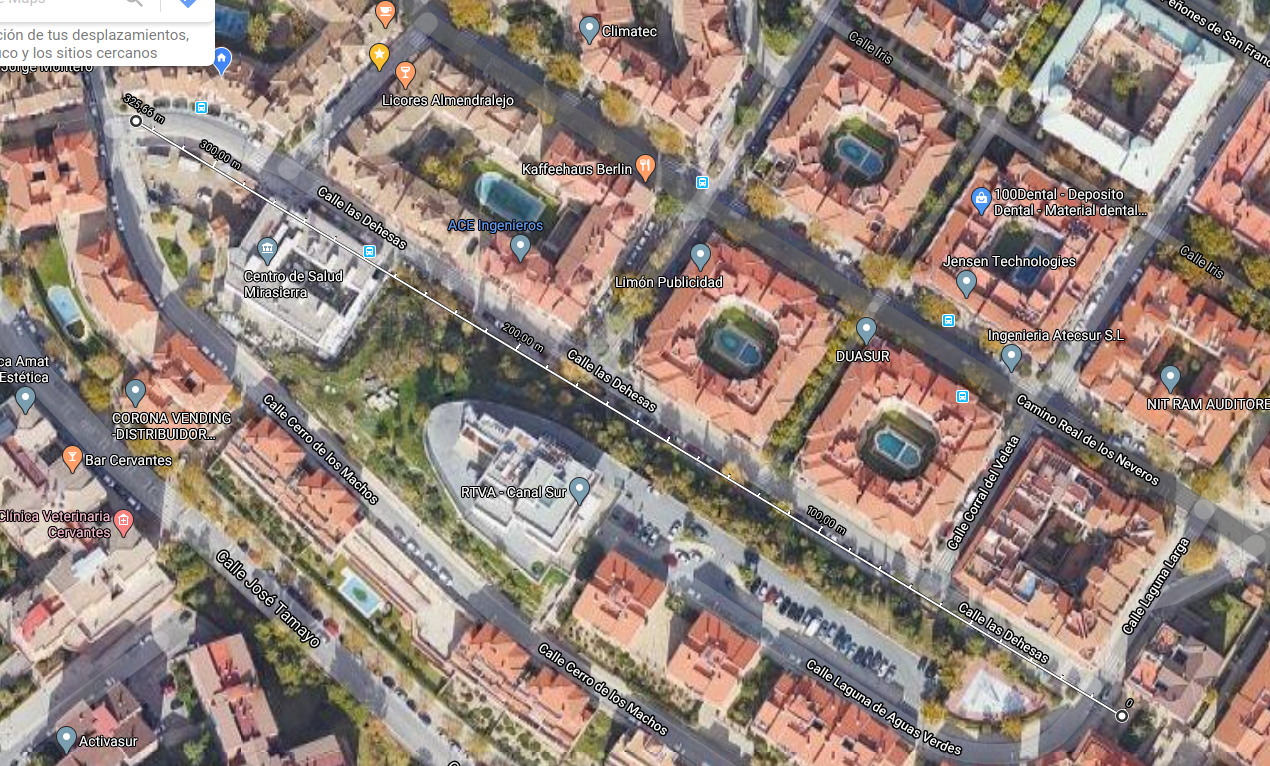 Maps
ción de tus desplazamientos,
co y los sitios cercanos
Jorge Montero
Climatec
Licores Almendralejo
Calle Iris
Peñones de San Franc
325,66 m
300,00 m
Calle las Dehesas
Kaffeehaus Berlin
ACE Ingenieros
100Dental - Deposito
Dental - Material dental...
Centro de Salud
Mirasierra
Limón Publicidad
Jensen Technologies
Calle Iris
200,00 m
Calle las Dehesas
DUASUR
Ingenieria Atecsur S.L
ca Amat
Estética
CORONA VENDING
-DISTRIBUIDOR...
Calle Cerro de los Machos
NIT RAM AUDITORE
Camino Real de los Neveros
Bar Cervantes
RTVA - Canal Sur
Calle Corral del Veleta
100,00 m
Clínica Veterinaria
Cervantes
Calle José Tamayo
Calle Laguna Larga
Calle las Dehesas
Calle Cerro de los Machos
Calle Laguna de Aguas Verdes
0
Activasur